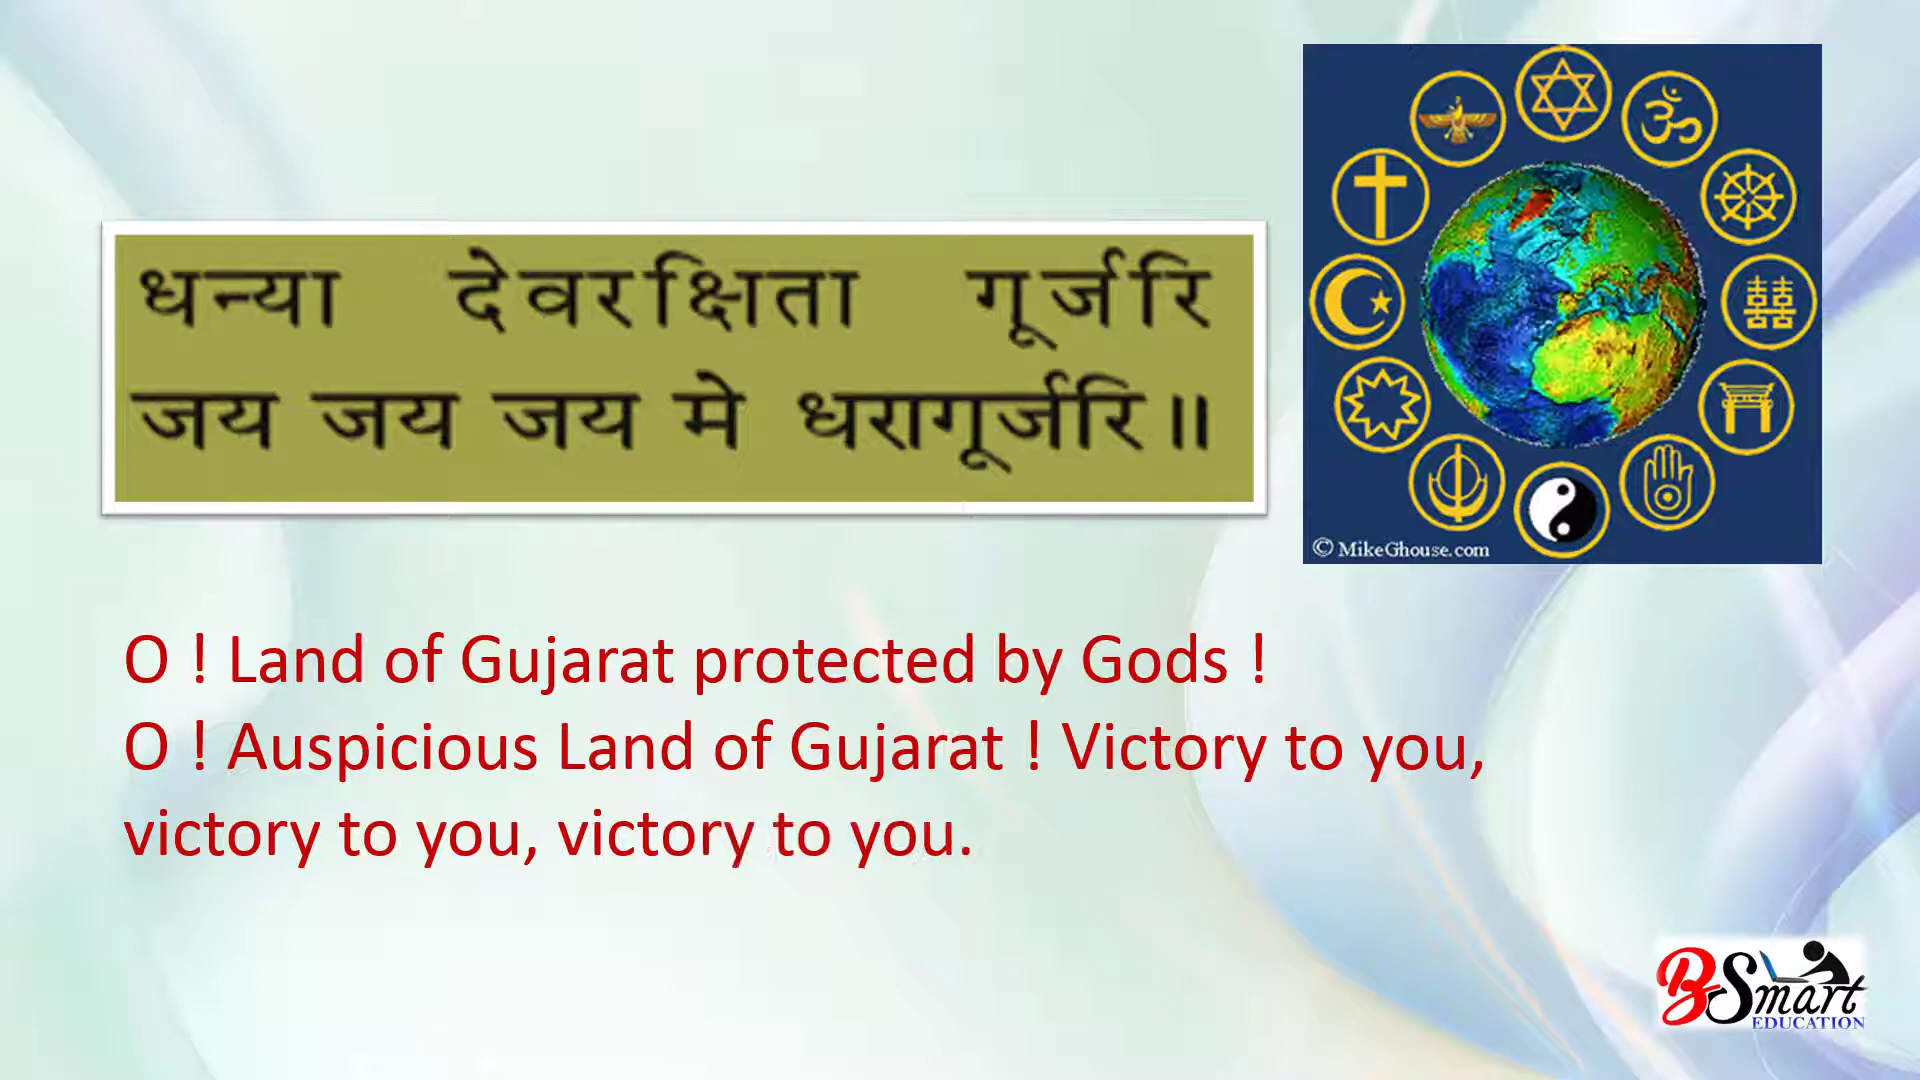 धन्या देवरक्षिता गूर्जरि
जय जय जय मे धरागूर्जरि॥
© MikeGhouse.com
O ! Land of Gujarat protected by Gods !
O ! Auspicious Land of Gujarat ! Victory to you,
victory to you, victory to you.
BSmart
EDUCATION